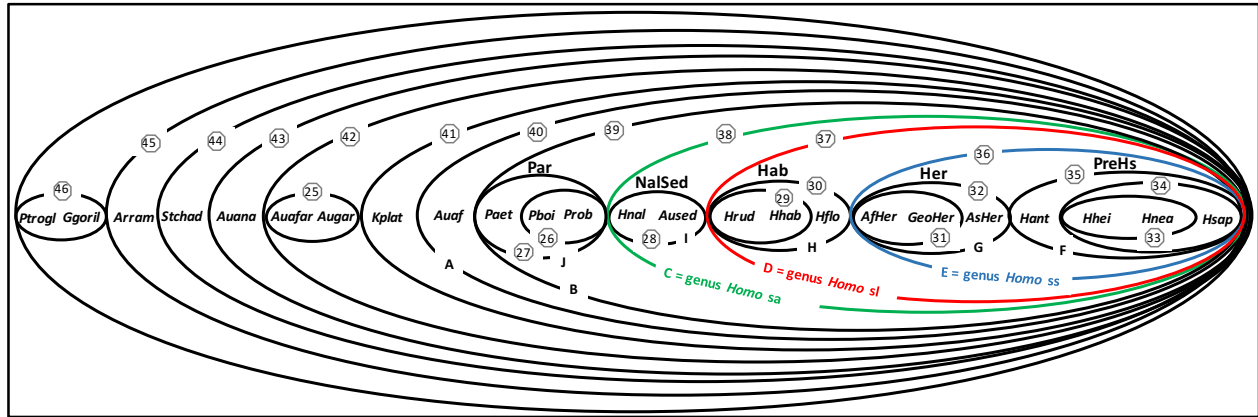 45 44 43 42 41 40 39 38 37 36
Par NalSed Hab Her PreHs
46 25 29 30 32 35 34
Ptrogl Ggoril Arram Stchad Auana Auafar Augar Kplat Auaf Paet Pboi Prob Hnal Aused Hrud Hhab Hflo AfHer GeoHer AsHer Hant Hhei Hnea Hsap
27 26 J 28 I H 31 G F 33
A B
C = genus Homo sa
D = genus Homo sl
E = genus Homo ss